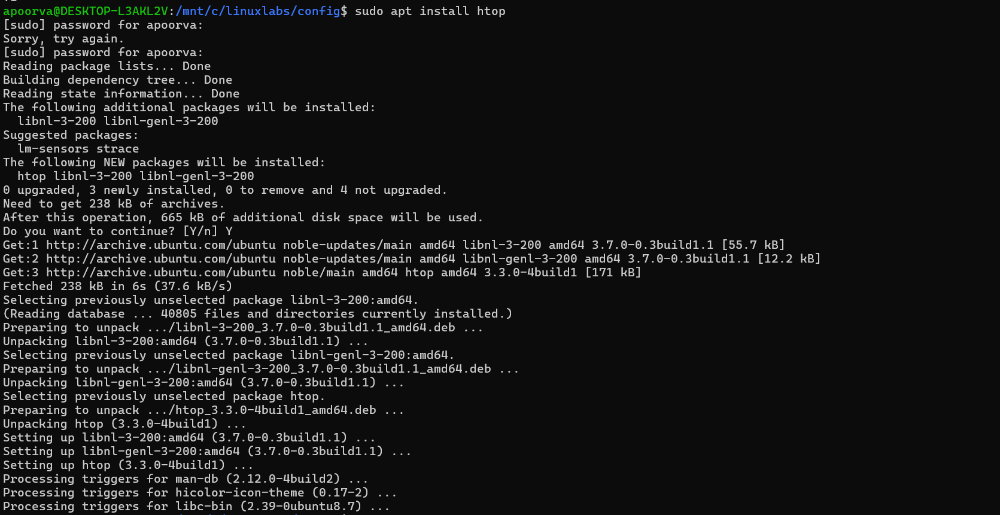 apoorva@DESKTOP-L3AKL2V:/mnt/c/linuxlabs/config$ sudo apt install htop
[sudo] password for apoorva:
Sorry, try again.
[sudo] password for apoorva:
Reading package lists... Done
Building dependency tree... Done
Reading state information... Done
The following additional packages will be installed:
  libnl-3-200 libnl-genl-3-200
Suggested packages:
  lm-sensors strace
The following NEW packages will be installed:
  htop libnl-3-200 libnl-genl-3-200
0 upgraded, 3 newly installed, 0 to remove and 4 not upgraded.
Need to get 238 kB of archives.
After this operation, 665 kB of additional disk space will be used.
Do you want to continue? [Y/n] Y
Get:1 http://archive.ubuntu.com/ubuntu noble-updates/main amd64 libnl-3-200 amd64 3.7.0-0.3build1.1 [55.7 kB]
Get:2 http://archive.ubuntu.com/ubuntu noble-updates/main amd64 libnl-genl-3-200 amd64 3.7.0-0.3build1.1 [12.2 kB]
Get:3 http://archive.ubuntu.com/ubuntu noble/main amd64 htop amd64 3.3.0-4build1 [171 kB]
Fetched 238 kB in 6s (37.6 kB/s)
Selecting previously unselected package libnl-3-200:amd64.
(Reading database ... 40805 files and directories currently installed.)
Preparing to unpack .../libnl-3-200_3.7.0-0.3build1.1_amd64.deb ...
Unpacking libnl-3-200:amd64 (3.7.0-0.3build1.1) ...
Selecting previously unselected package libnl-genl-3-200:amd64.
Preparing to unpack .../libnl-genl-3-200_3.7.0-0.3build1.1_amd64.deb ...
Unpacking libnl-genl-3-200:amd64 (3.7.0-0.3build1.1) ...
Selecting previously unselected package htop.
Preparing to unpack .../htop_3.3.0-4build1_amd64.deb ...
Unpacking htop (3.3.0-4build1) ...
Setting up libnl-3-200:amd64 (3.7.0-0.3build1.1) ...
Setting up libnl-genl-3-200:amd64 (3.7.0-0.3build1.1) ...
Setting up htop (3.3.0-4build1) ...
Processing triggers for man-db (2.12.0-4build2) ...
Processing triggers for hicolor-icon-theme (0.17-2) ...
Processing triggers for libc-bin (2.39-0ubuntu8.7) ...